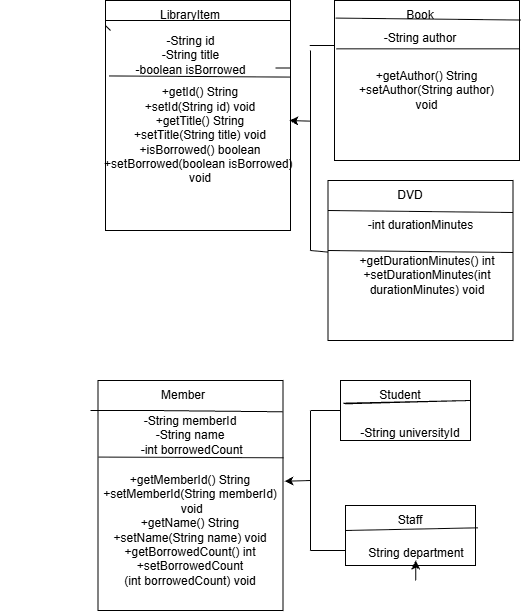 LibraryItem
-String id
-String title
-boolean isBorrowed
+getId() String
+setId(String id) void
+getTitle() String
+setTitle(String title) void
+isBorrowed() boolean
+setBorrowed(boolean isBorrowed)
void
Book
-String author
+getAuthor() String
+setAuthor(String author)
void
DVD
-int durationMinutes
+getDurationMinutes() int
+setDurationMinutes(int
durationMinutes) void
Member
-String memberId
-String name
-int borrowedCount
+getMemberId() String
+setMemberId(String memberId)
void
+getName() String
+setName(String name) void
+getBorrowedCount() int
+setBorrowedCount
(int borrowedCount) void
Student
-String universityId
Staff
String department